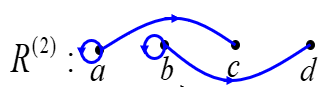 R⁽²⁾ : a b c d